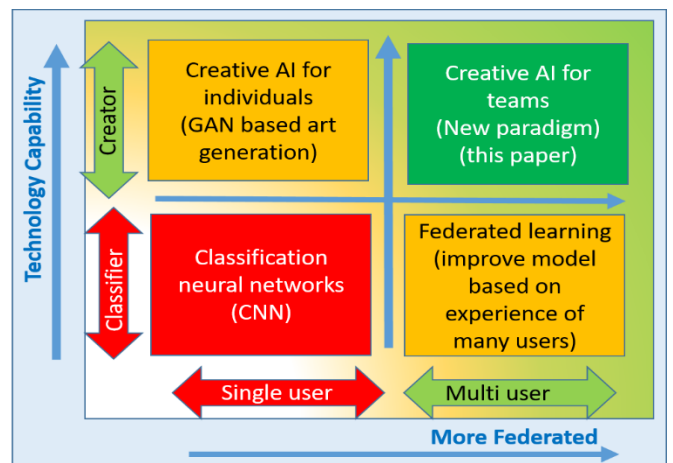 Technology Capability
Creator
Creative AI for
individuals
(GAN based art
generation)
Creative AI for
teams
(New paradigm)
(this paper)
Classifier
Classification
neural networks
(CNN)
Federated learning
(improve model
based on
experience of
many users)
Single user
Multi user
More Federated